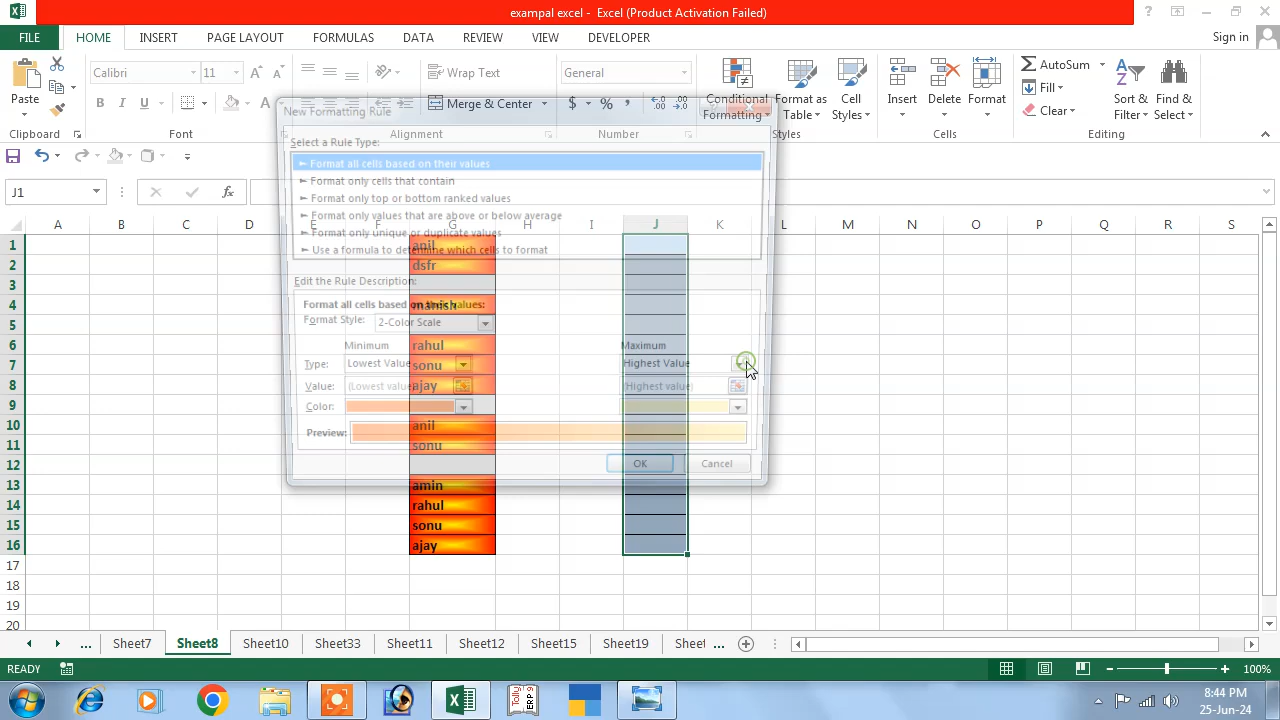 exampal excel - Excel (Product Activation Failed)
FILE HOME INSERT PAGE LAYOUT FORMULAS DATA REVIEW VIEW DEVELOPER Sign in
Paste Calibri 11 Wrap Text General Conditional Formatting Format as Table Cell Styles Insert Delete Format AutoSum Sort & Filter Find & Select
B I U Merge & Center Fill
Clear
Clipboard Font Alignment Number Styles Cells Editing
New Formatting Rule
Select a Rule Type:
► Format all cells based on their values
► Format only cells that contain
► Format only top or bottom ranked values
► Format only values that are above or below average
► Format only unique or duplicate values
► Use a formula to determine which cells to format
Edit the Rule Description:
Format all cells based on their values:
Format Style: 2-Color Scale
Minimum Maximum
Type: Lowest Value Highest Value
Value: (Lowest value) (Highest value)
Color:
Preview:
OK Cancel
J1
A B C D E F G H I J K L M N O P Q R S
1 anil
2 dsfr
3
4 manish
5
6 rahul
7 sonu
8 ajay
9
10 anil
11 sonu
12
13 amin
14 rahul
15 sonu
16 ajay
17
18
19
20
... Sheet7 Sheet8 Sheet10 Sheet33 Sheet11 Sheet12 Sheet15 Sheet19 Sheet ...
READY 100%
Tally ERP 9
8:44 PM
25-Jun-24